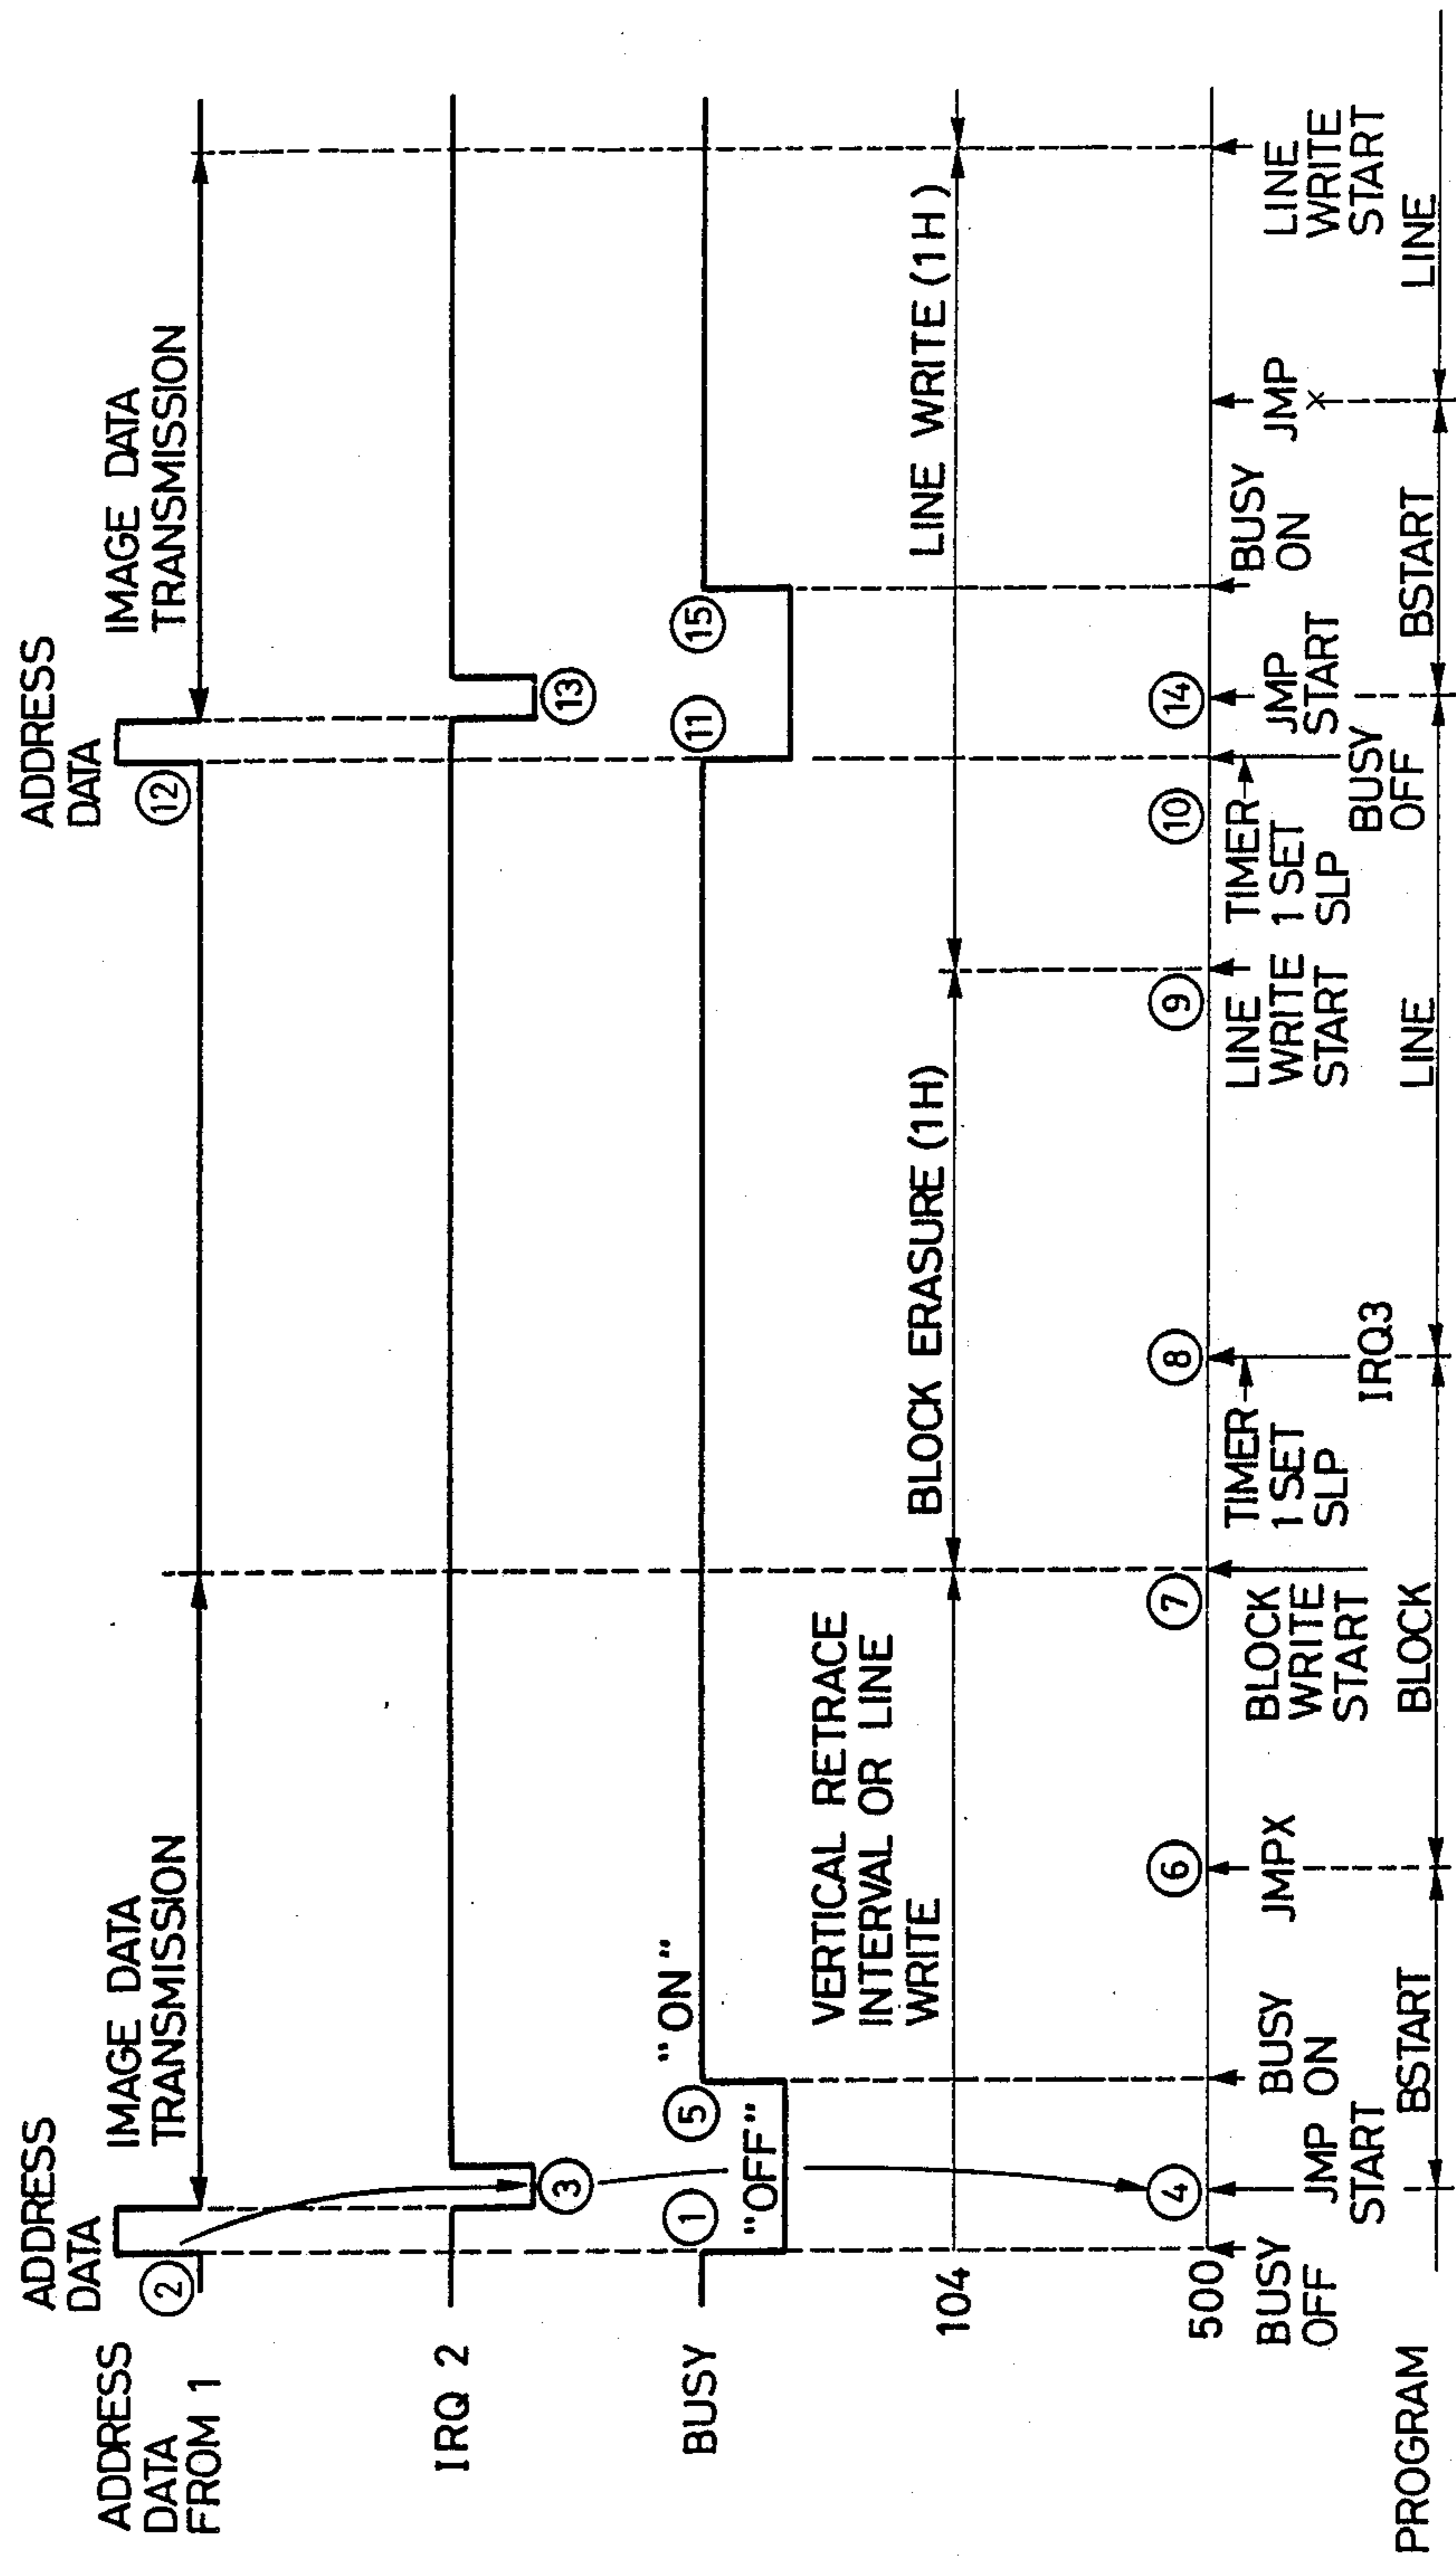 ADDRESS
DATA
FROM 1
ADDRESS
DATA
②
IMAGE DATA
TRANSMISSION
ADDRESS
DATA
⑫
IMAGE DATA
TRANSMISSION
IRQ 2
③
⑬
BUSY
①
"OFF"
⑤
"ON"
⑪
⑮
104
VERTICAL RETRACE
INTERVAL OR LINE
WRITE
BLOCK ERASURE (1H)
LINE WRITE (1H)
500
④
⑥
⑦
⑧
⑨
⑩
⑭
BUSY
OFF
JMP
START
BUSY
ON
JMPX
BLOCK
WRITE
START
TIMER
1 SET
SLP
IRQ3
LINE
WRITE
START
TIMER
1 SET
SLP
BUSY
OFF
JMP
START
BUSY
ON
JMP
X
LINE
WRITE
START
PROGRAM
BSTART
BLOCK
LINE
BSTART
LINE